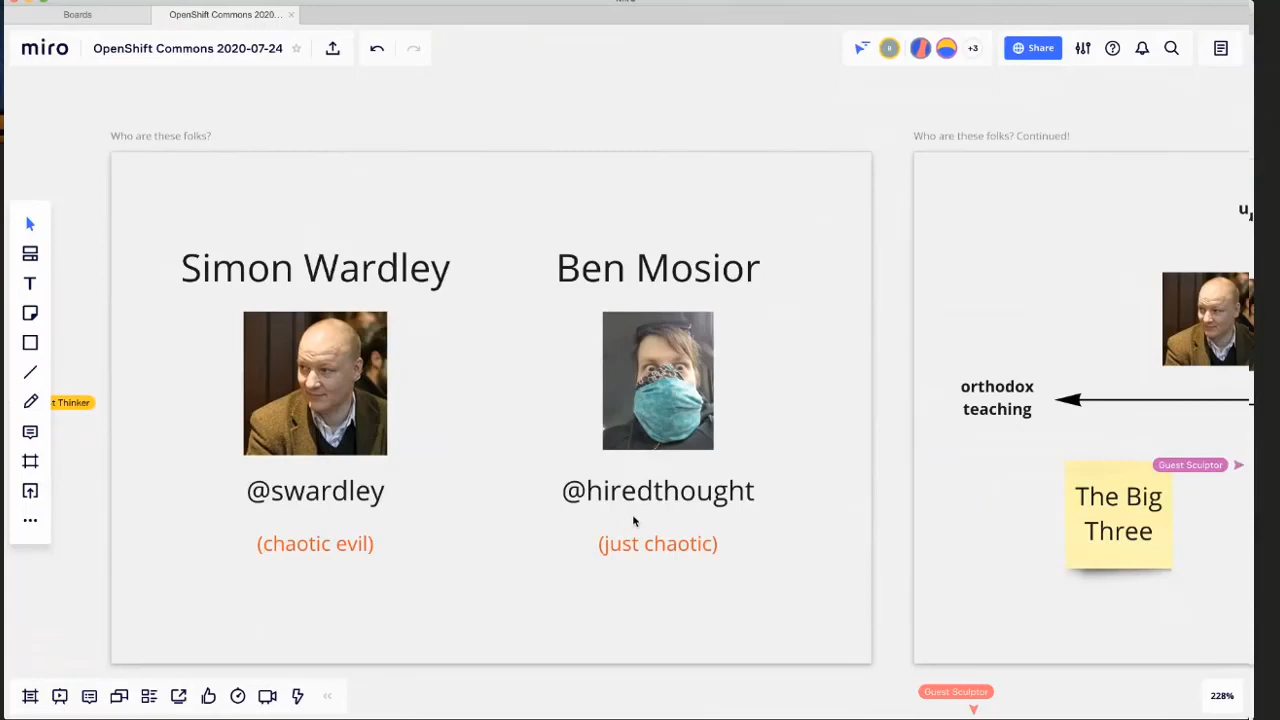 Boards
OpenShift Commons 2020...
miro
OpenShift Commons 2020-07-24
+3
Share
Who are these folks?
Who are these folks? Continued!
Simon Wardley
Ben Mosior
orthodox
teaching
t Thinker
Guest Sculptor
@swardley
@hiredthought
The Big
Three
(chaotic evil)
(just chaotic)
Guest Sculptor
228%